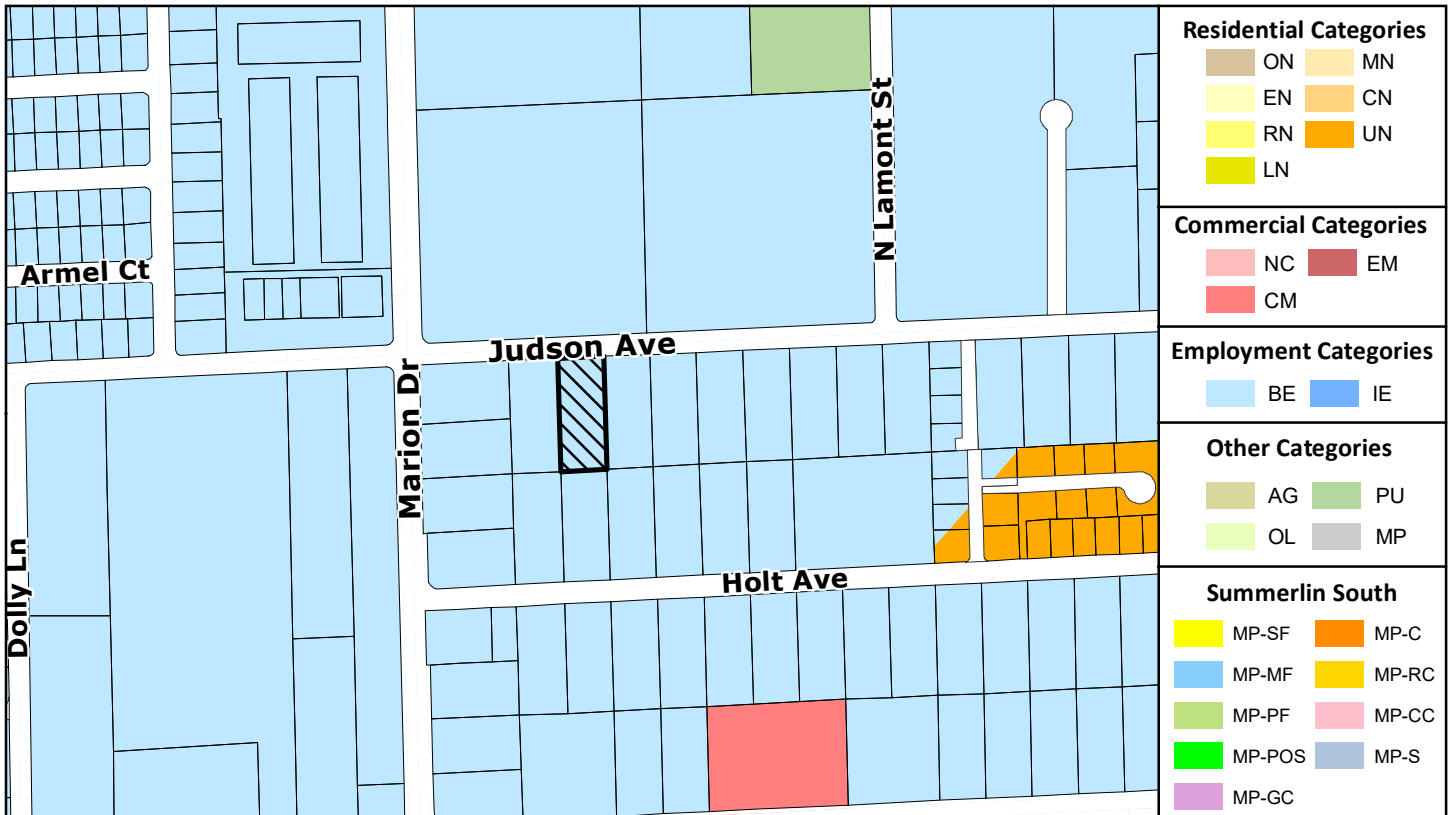 N Lamont St
Armel Ct
Judson Ave
Marion Dr
Dolly Ln
Holt Ave
Residential Categories
ON MN
EN CN
RN UN
LN
Commercial Categories
NC EM
CM
Employment Categories
BE IE
Other Categories
AG PU
OL MP
Summerlin South
MP-SF MP-C
MP-MF MP-RC
MP-PF MP-CC
MP-POS MP-S
MP-GC